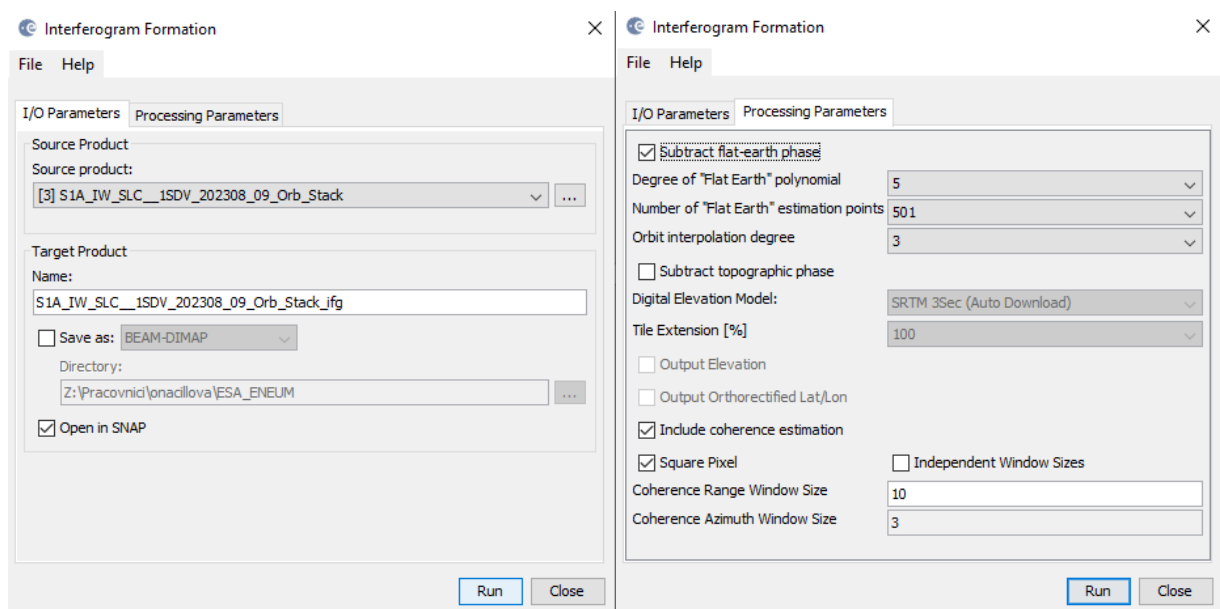 Interferogram Formation
File Help
I/O Parameters Processing Parameters
Source Product
Source product:
[3] S1A_IW_SLC__1SDV_202308_09_Orb_Stack
...
Target Product
Name:
S1A_IW_SLC__1SDV_202308_09_Orb_Stack_ifg
Save as: BEAM-DIMAP
Directory:
Z:\Pracovnici\onacillova\ESA_ENEUM
...
Open in SNAP
Run Close
Interferogram Formation
File Help
I/O Parameters Processing Parameters
Subtract flat-earth phase
Degree of "Flat Earth" polynomial 5
Number of "Flat Earth" estimation points 501
Orbit interpolation degree 3
Subtract topographic phase
Digital Elevation Model: SRTM 3Sec (Auto Download)
Tile Extension [%] 100
Output Elevation
Output Orthorectified Lat/Lon
Include coherence estimation
Square Pixel Independent Window Sizes
Coherence Range Window Size 10
Coherence Azimuth Window Size 3
Run Close